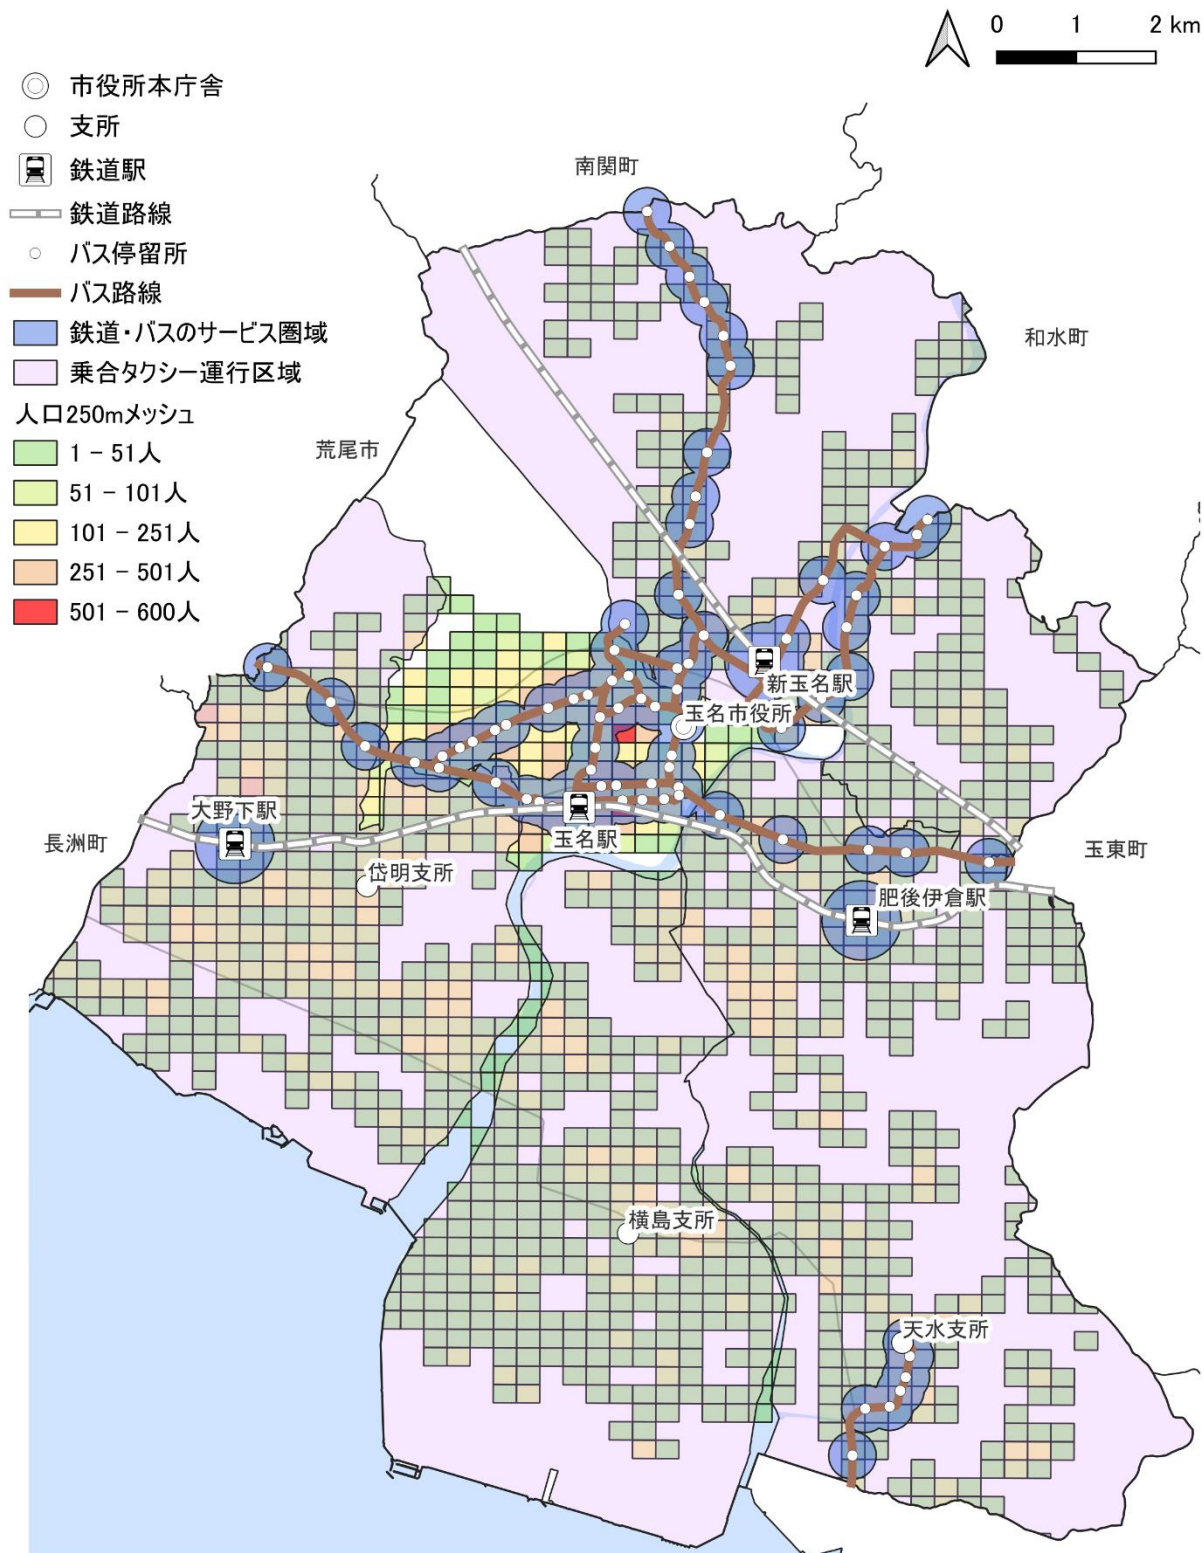 0 1 2 km
市役所本庁舎
支所
鉄道駅
鉄道路線
バス停留所
バス路線
鉄道・バスのサービス圏域
乗合タクシー運行区域
人口250mメッシュ
1 － 51人
51 － 101人
101 － 251人
251 － 501人
501 － 600人
南関町
和水町
荒尾市
新玉名駅
玉名市役所
大野下駅
長洲町
玉名駅
玉東町
岱明支所
肥後伊倉駅
横島支所
天水支所